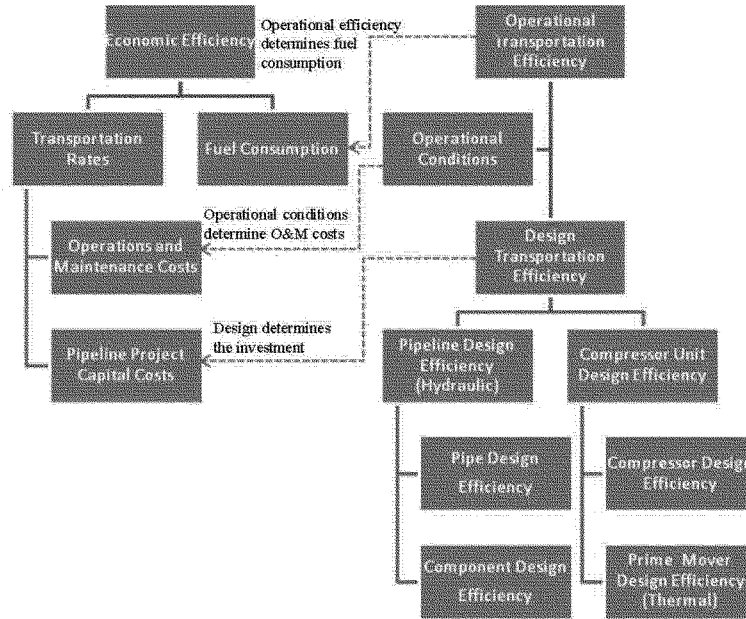 Economic Efficiency
Operational efficiency
determines fuel
consumption
Operational
Transportation
Efficiency
Transportation
Rates
Fuel Consumption
Operational
Conditions
Operational conditions
determine O&M costs
Operations and
Maintenance Costs
Design
Transportation
Efficiency
Design determines
the investment
Pipeline Project
Capital Costs
Pipeline Design
Efficiency
(Hydraulic)
Compressor Unit
Design Efficiency
Pipe Design
Efficiency
Compressor Design
Efficiency
Component Design
Efficiency
Prime Mover
Design Efficiency
(Thermal)